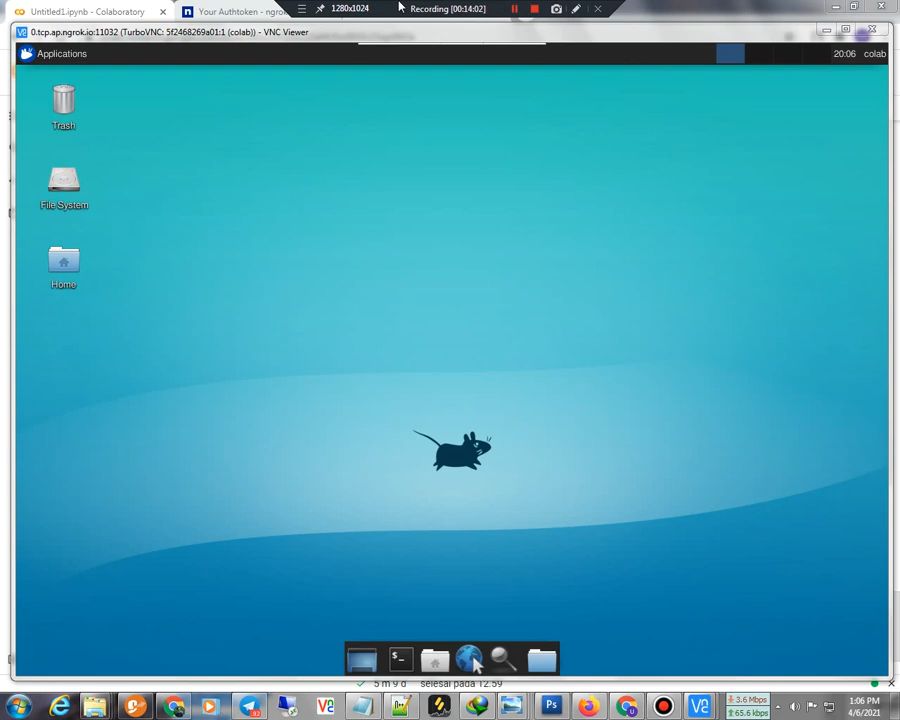 Untitled1.ipynb - Colaboratory
Your Authtoken - ngro
1280x1024
Recording [00:14:02]
0.tcp.ap.ngrok.io:11032 (TurboVNC: 5f2468269a01:1 (colab)) - VNC Viewer
Applications
20:06 colab
Trash
File System
Home
5 m 9 d selesai pada 12.59
Ps
3.6 Mbps
65.6 kbps
1:06 PM
4/6/2021